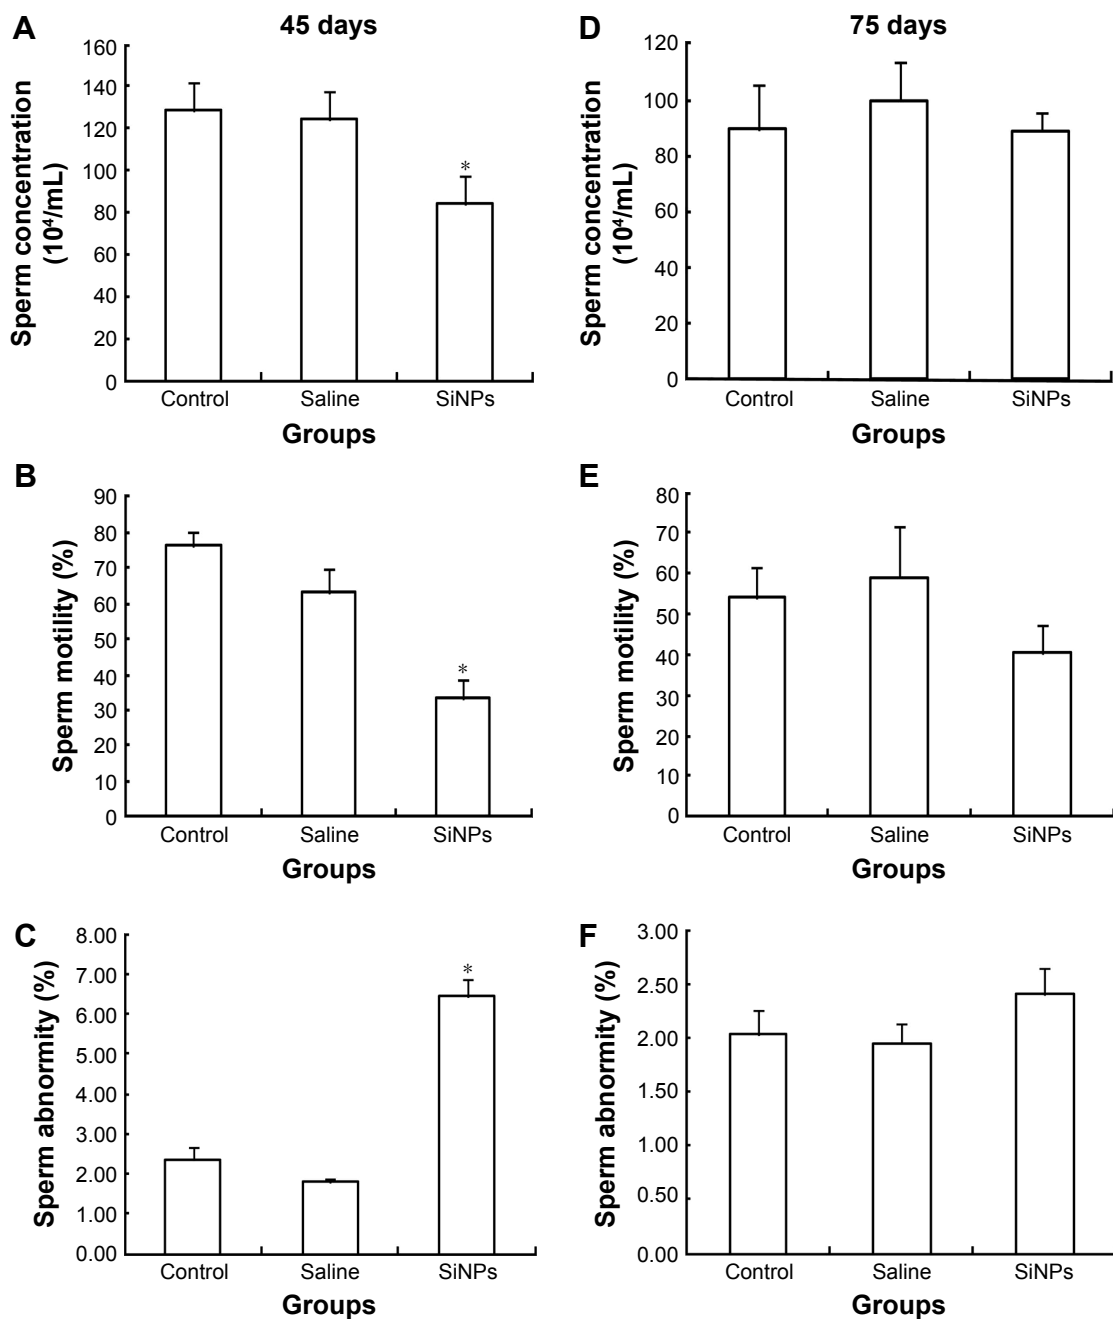 A
45 days
Sperm concentration
(10⁴/mL)
160
140
120
100
80
60
40
20
0
*
Control Saline SiNPs
Groups
D
75 days
Sperm concentration
(10⁴/mL)
120
100
80
60
40
20
0
Control Saline SiNPs
Groups
B
Sperm motility (%)
90
80
70
60
50
40
30
20
10
0
*
Control Saline SiNPs
Groups
E
Sperm motility (%)
80
70
60
50
40
30
20
10
0
Control Saline SiNPs
Groups
C
Sperm abnormity (%)
8.00
7.00
6.00
5.00
4.00
3.00
2.00
1.00
0.00
*
Control Saline SiNPs
Groups
F
Sperm abnormity (%)
3.00
2.50
2.00
1.50
1.00
0.50
0.00
Control Saline SiNPs
Groups